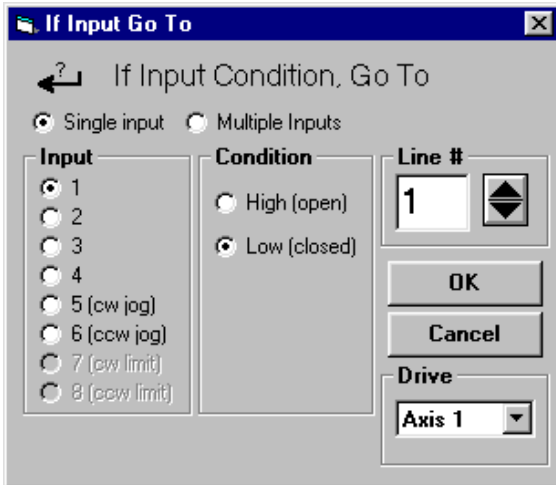 If Input Go To
If Input Condition, Go To
Single input
Multiple Inputs
Input
1
2
3
4
5 (cw jog)
6 (ccw jog)
7 (cw limit)
8 (ccw limit)
Condition
High (open)
Low (closed)
Line #
1
OK
Cancel
Drive
Axis 1